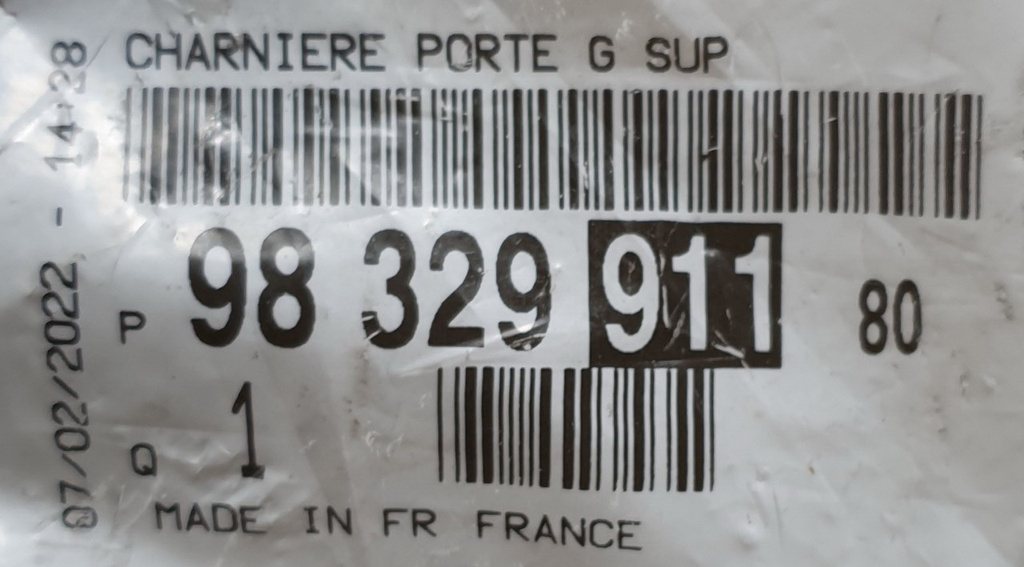 CHARNIERE PORTE G SUP
P 98 329 911 80
Q 1
MADE IN FR FRANCE
07/02/2022 - 14:28